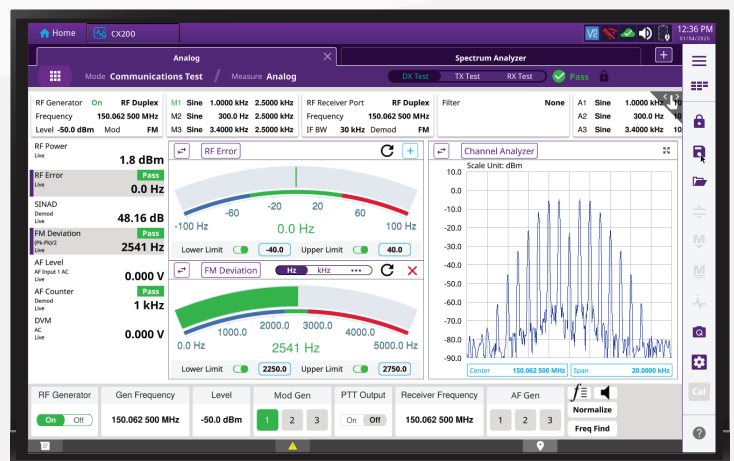 Home
CX200
12:36 PM
01/04/2025
Analog
Spectrum Analyzer
Mode Communications Test / Measure Analog
DX Test TX Test RX Test Pass
RF Generator On RF Duplex
Frequency 150.062 500 MHz
Level -50.0 dBm Mod FM
M1 Sine 1.0000 kHz 2.5000 kHz
M2 Sine 300.0 Hz 2.5000 kHz
M3 Sine 3.4000 kHz 2.5000 kHz
RF Receiver Port RF Duplex
Frequency 150.062 500 MHz
IF BW 30 kHz Demod FM
Filter None
A1 Sine 1.0000 kHz 10
A2 Sine 300.0 Hz 10
A3 Sine 3.4000 kHz 10
RF Power
Live
1.8 dBm
RF Error Pass
Live
0.0 Hz
SINAD
Demod
Live
48.16 dB
FM Deviation Pass
(Pk-Pk)/2
Live
2541 Hz
AF Level
AF Input 1 AC
Live
0.000 V
AF Counter Pass
Demod
Live
1 kHz
DVM
AC
Live
0.000 V
RF Error
-100 Hz -60 -20 20 60 100 Hz
0.0 Hz
Lower Limit -40.0 Upper Limit 40.0
FM Deviation Hz kHz
0.0 Hz 1000.0 2000.0 3000.0 4000.0 5000.0 Hz
2541 Hz
Lower Limit 2250.0 Upper Limit 2750.0
Channel Analyzer
Scale Unit: dBm
10.0
0.0
-10.0
-20.0
-30.0
-40.0
-50.0
-60.0
-70.0
-80.0
-90.0
Center 150.062 500 MHz Span 20.0000 kHz
M
M
Cal
RF Generator
On Off
Gen Frequency
150.062 500 MHz
Level
-50.0 dBm
Mod Gen
1 2 3
PTT Output
On Off
Receiver Frequency
150.062 500 MHz
AF Gen
1 2 3
Normalize
Freq Find